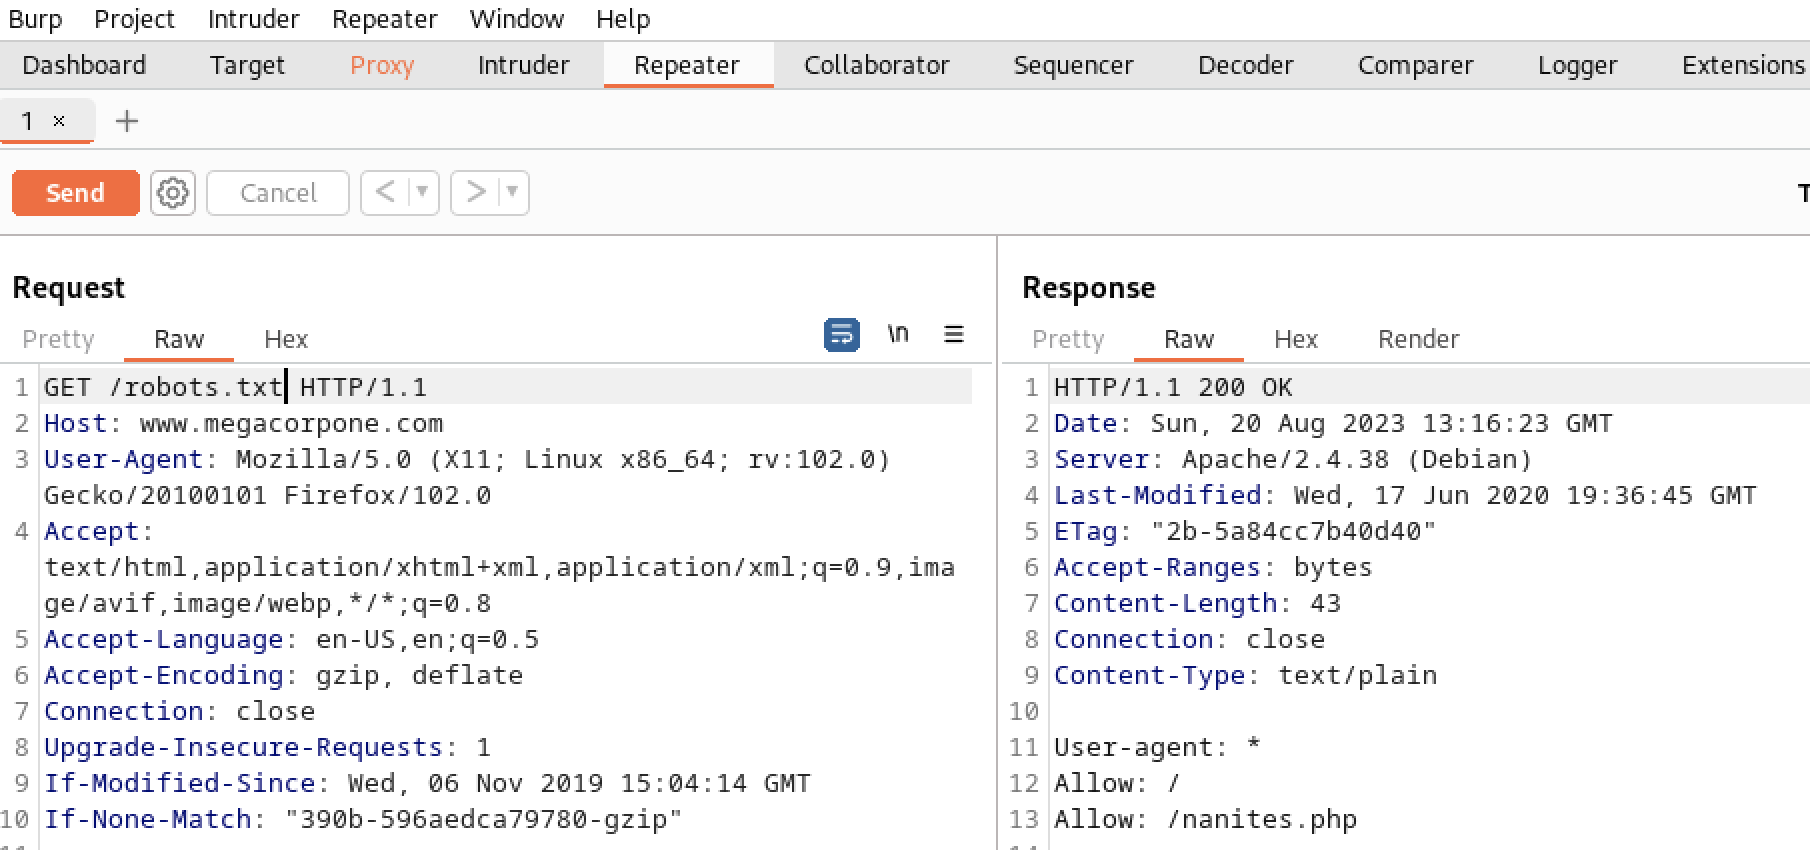 Burp Project Intruder Repeater Window Help
Dashboard Target Proxy Intruder Repeater Collaborator Sequencer Decoder Comparer Logger Extensions
1 × +
Send Cancel < ▼ > ▼ T
Request
Pretty Raw Hex \n
1 GET /robots.txt HTTP/1.1
2 Host: www.megacorpone.com
3 User-Agent: Mozilla/5.0 (X11; Linux x86_64; rv:102.0)
Gecko/20100101 Firefox/102.0
4 Accept:
text/html,application/xhtml+xml,application/xml;q=0.9,ima
ge/avif,image/webp,*/*;q=0.8
5 Accept-Language: en-US,en;q=0.5
6 Accept-Encoding: gzip, deflate
7 Connection: close
8 Upgrade-Insecure-Requests: 1
9 If-Modified-Since: Wed, 06 Nov 2019 15:04:14 GMT
10 If-None-Match: "390b-596aedca79780-gzip"
Response
Pretty Raw Hex Render
1 HTTP/1.1 200 OK
2 Date: Sun, 20 Aug 2023 13:16:23 GMT
3 Server: Apache/2.4.38 (Debian)
4 Last-Modified: Wed, 17 Jun 2020 19:36:45 GMT
5 ETag: "2b-5a84cc7b40d40"
6 Accept-Ranges: bytes
7 Content-Length: 43
8 Connection: close
9 Content-Type: text/plain
10
11 User-agent: *
12 Allow: /
13 Allow: /nanites.php